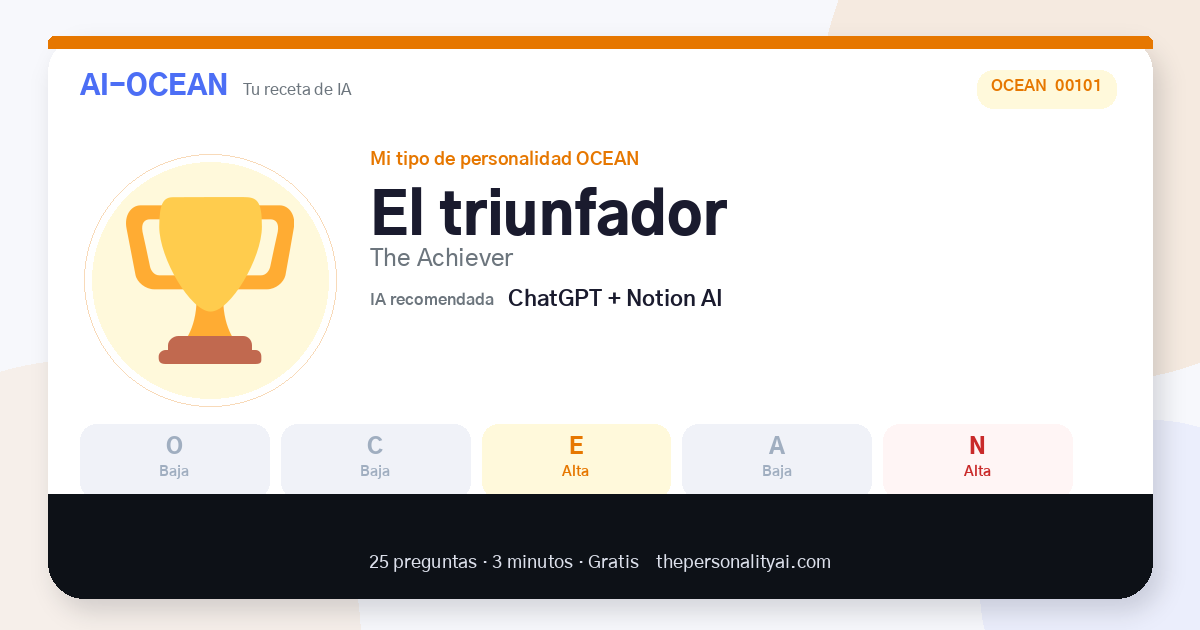 AI-OCEAN Tu receta de IA
OCEAN 00101
Mi tipo de personalidad OCEAN
El triunfador
The Achiever
IA recomendada ChatGPT + Notion AI
O C E A N
Baja Baja Alta Baja Alta
25 preguntas · 3 minutos · Gratis thepersonalityai.com